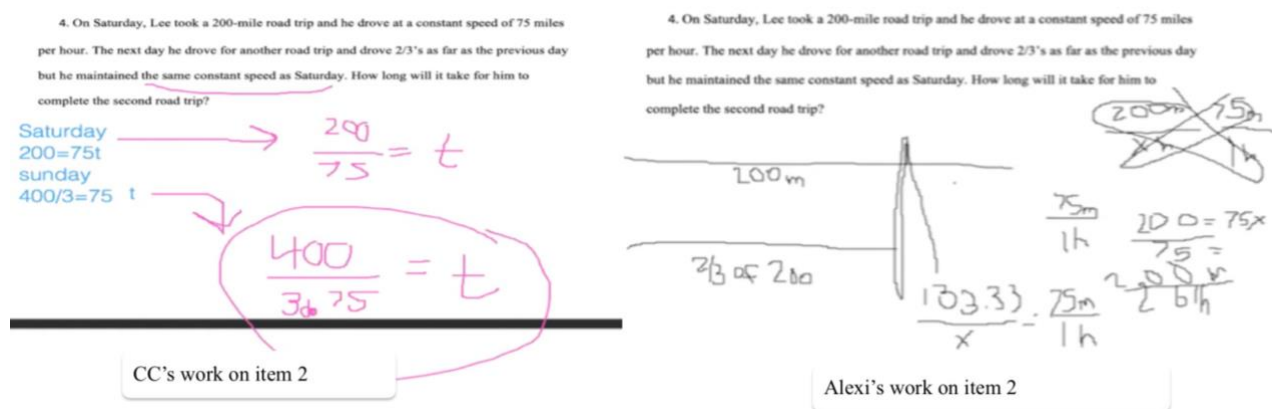 4. On Saturday, Lee took a 200-mile road trip and he drove at a constant speed of 75 miles
per hour. The next day he drove for another road trip and drove 2/3's as far as the previous day
but he maintained the same constant speed as Saturday. How long will it take for him to
complete the second road trip?
Saturday
200=75t
sunday
400/3=75 t
200
75 = t
400
3 75 = t
CC's work on item 2
4. On Saturday, Lee took a 200-mile road trip and he drove at a constant speed of 75 miles
per hour. The next day he drove for another road trip and drove 2/3's as far as the previous day
but he maintained the same constant speed as Saturday. How long will it take for him to
complete the second road trip?
200m 75m
xh 1h
200m
2/3 of 200
75m
1h
200=75x
75 =
133.33 = 75m
x 1h
Alexi's work on item 2